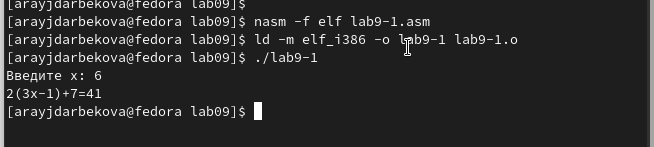 [arayjdarbekova@fedora lab09]$
[arayjdarbekova@fedora lab09]$ nasm -f elf lab9-1.asm
[arayjdarbekova@fedora lab09]$ ld -m elf_i386 -o lab9-1 lab9-1.o
[arayjdarbekova@fedora lab09]$ ./lab9-1
Введите x: 6
2(3x-1)+7=41
[arayjdarbekova@fedora lab09]$